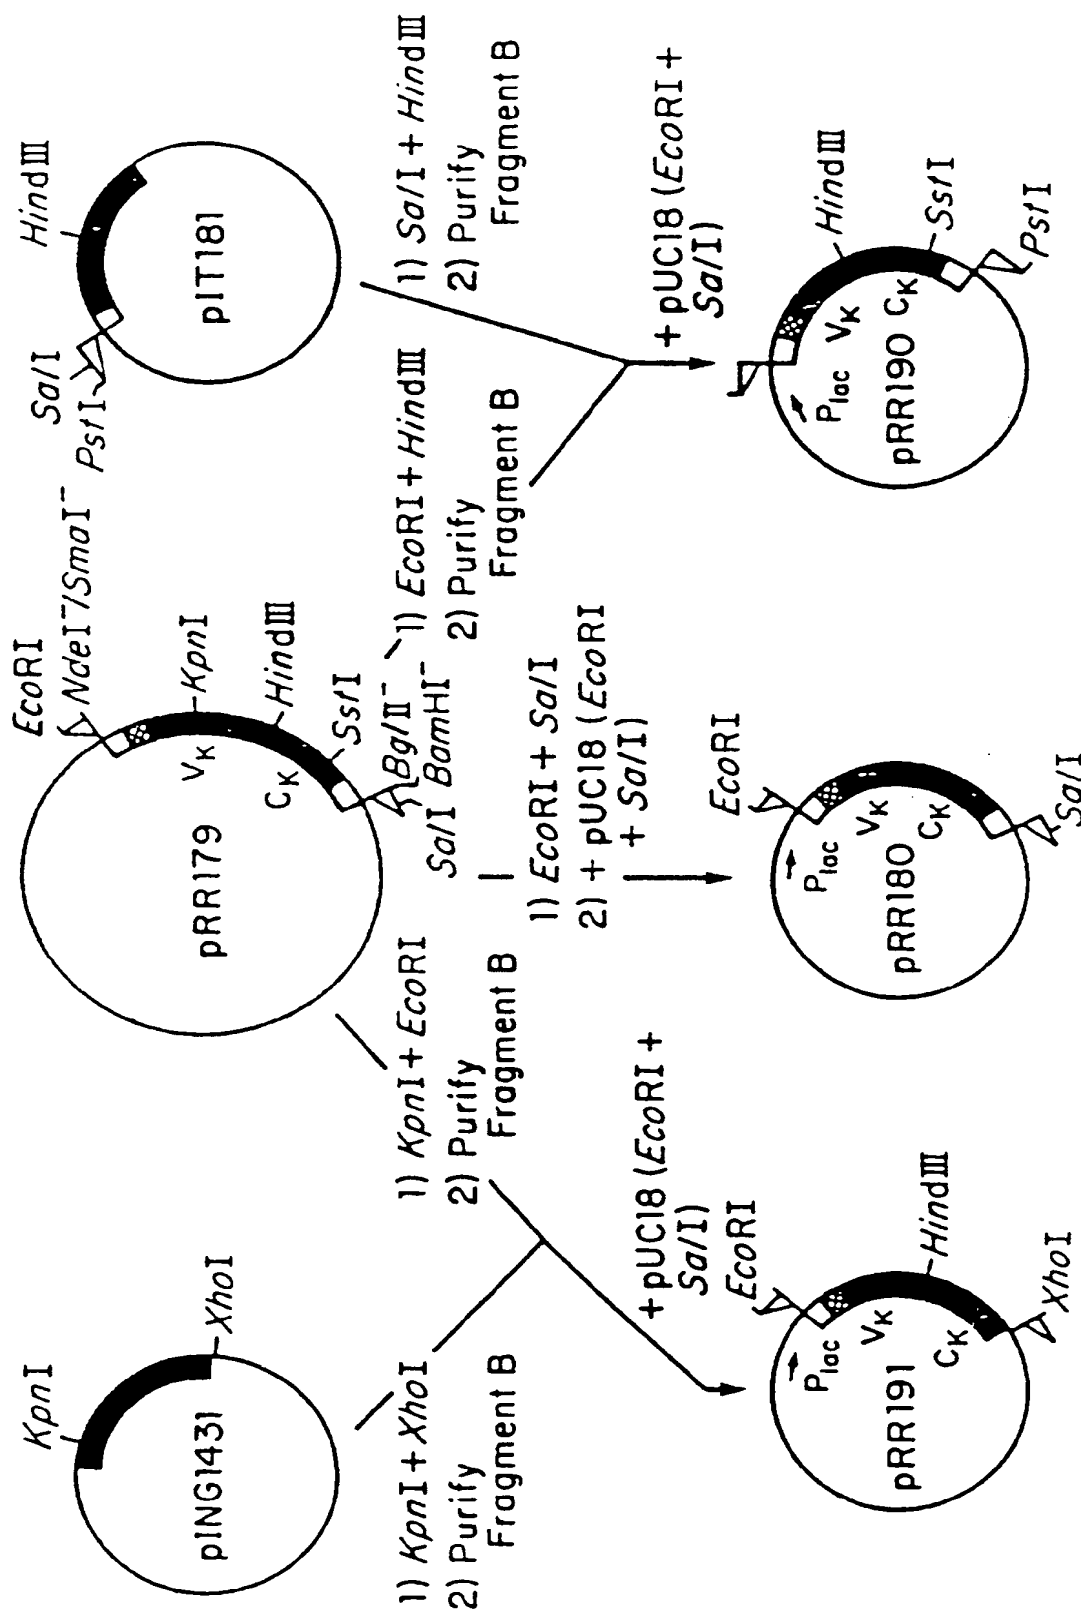 KpnI
XhoI
pING1431
1) KpnI + XhoI
2) Purify
Fragment B
EcoRI
NdeI⁻/SmaI⁻
KpnI
HindIII
SstI
BglII⁻
BamHI⁻
SalI
VK
CK
pRR179
1) KpnI + EcoRI
2) Purify
Fragment B
1) EcoRI + SalI
2) + pUC18 (EcoRI
+ SalI)
1) EcoRI + HindIII
2) Purify
Fragment B
SalI
PstI
HindIII
pIT181
1) SalI + HindIII
2) Purify
Fragment B
+ pUC18 (EcoRI +
SalI)
EcoRI
HindIII
XhoI
Plac
VK
CK
pRR191
EcoRI
SalI
Plac
VK
CK
pRR180
+ pUC18 (EcoRI +
SalI)
HindIII
SstI
PstI
Plac
VK
CK
pRR190